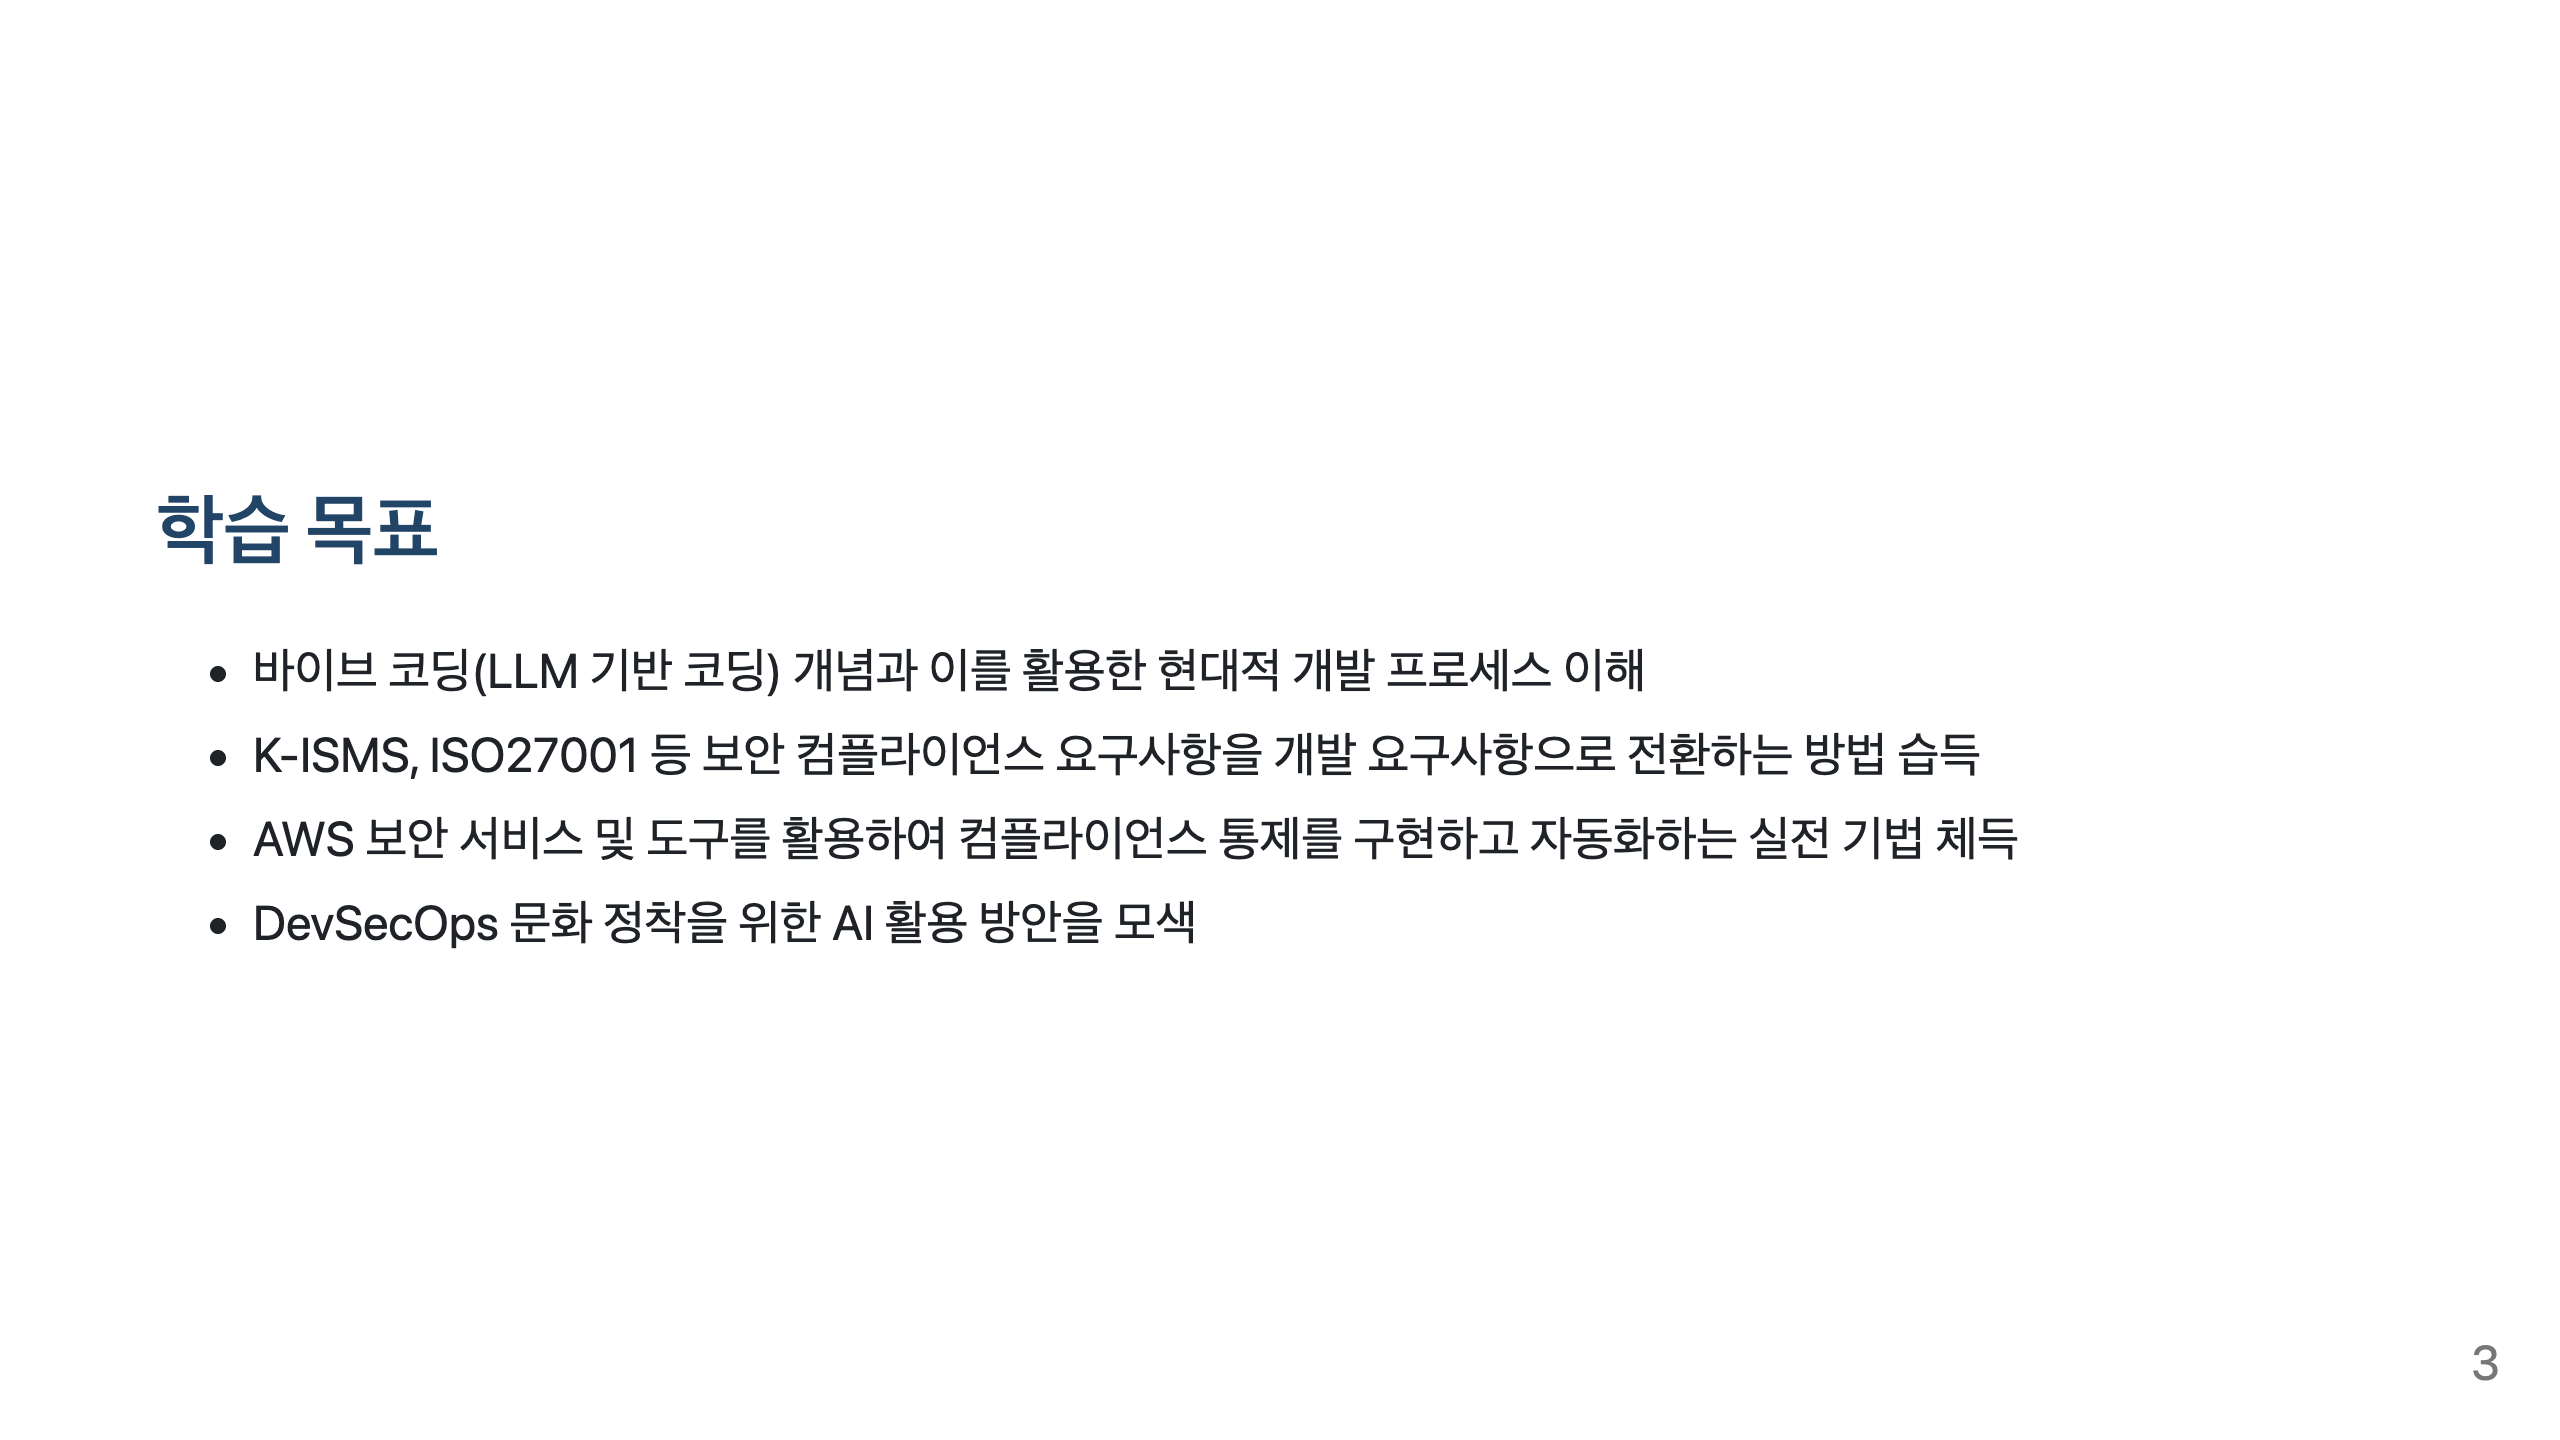 학습 목표
• 바이브 코딩(LLM 기반 코딩) 개념과 이를 활용한 현대적 개발 프로세스 이해
• K-ISMS, ISO27001 등 보안 컴플라이언스 요구사항을 개발 요구사항으로 전환하는 방법 습득
• AWS 보안 서비스 및 도구를 활용하여 컴플라이언스 통제를 구현하고 자동화하는 실전 기법 체득
• DevSecOps 문화 정착을 위한 AI 활용 방안을 모색
3